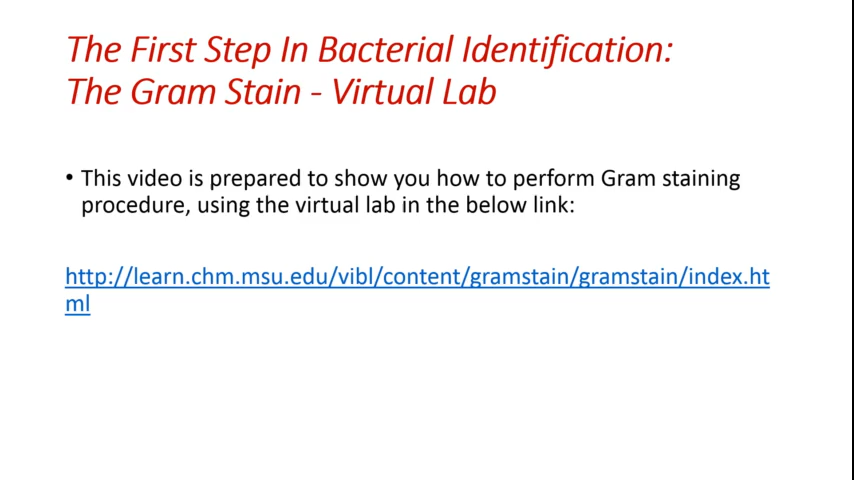 The First Step In Bacterial Identification:
The Gram Stain - Virtual Lab
• This video is prepared to show you how to perform Gram staining
procedure, using the virtual lab in the below link:
http://learn.chm.msu.edu/vibl/content/gramstain/gramstain/index.ht
ml